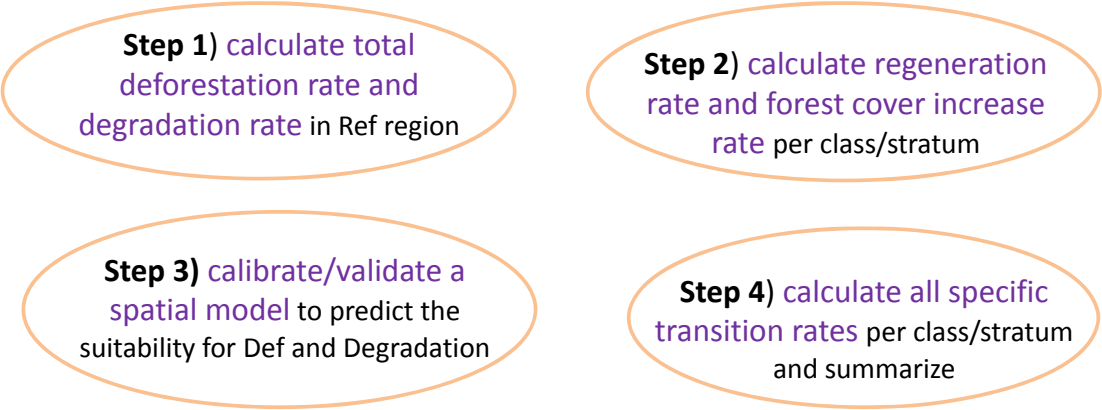 Step 1) calculate total
deforestation rate and
degradation rate in Ref region
Step 2) calculate regeneration
rate and forest cover increase
rate per class/stratum
Step 3) calibrate/validate a
spatial model to predict the
suitability for Def and Degradation
Step 4) calculate all specific
transition rates per class/stratum
and summarize